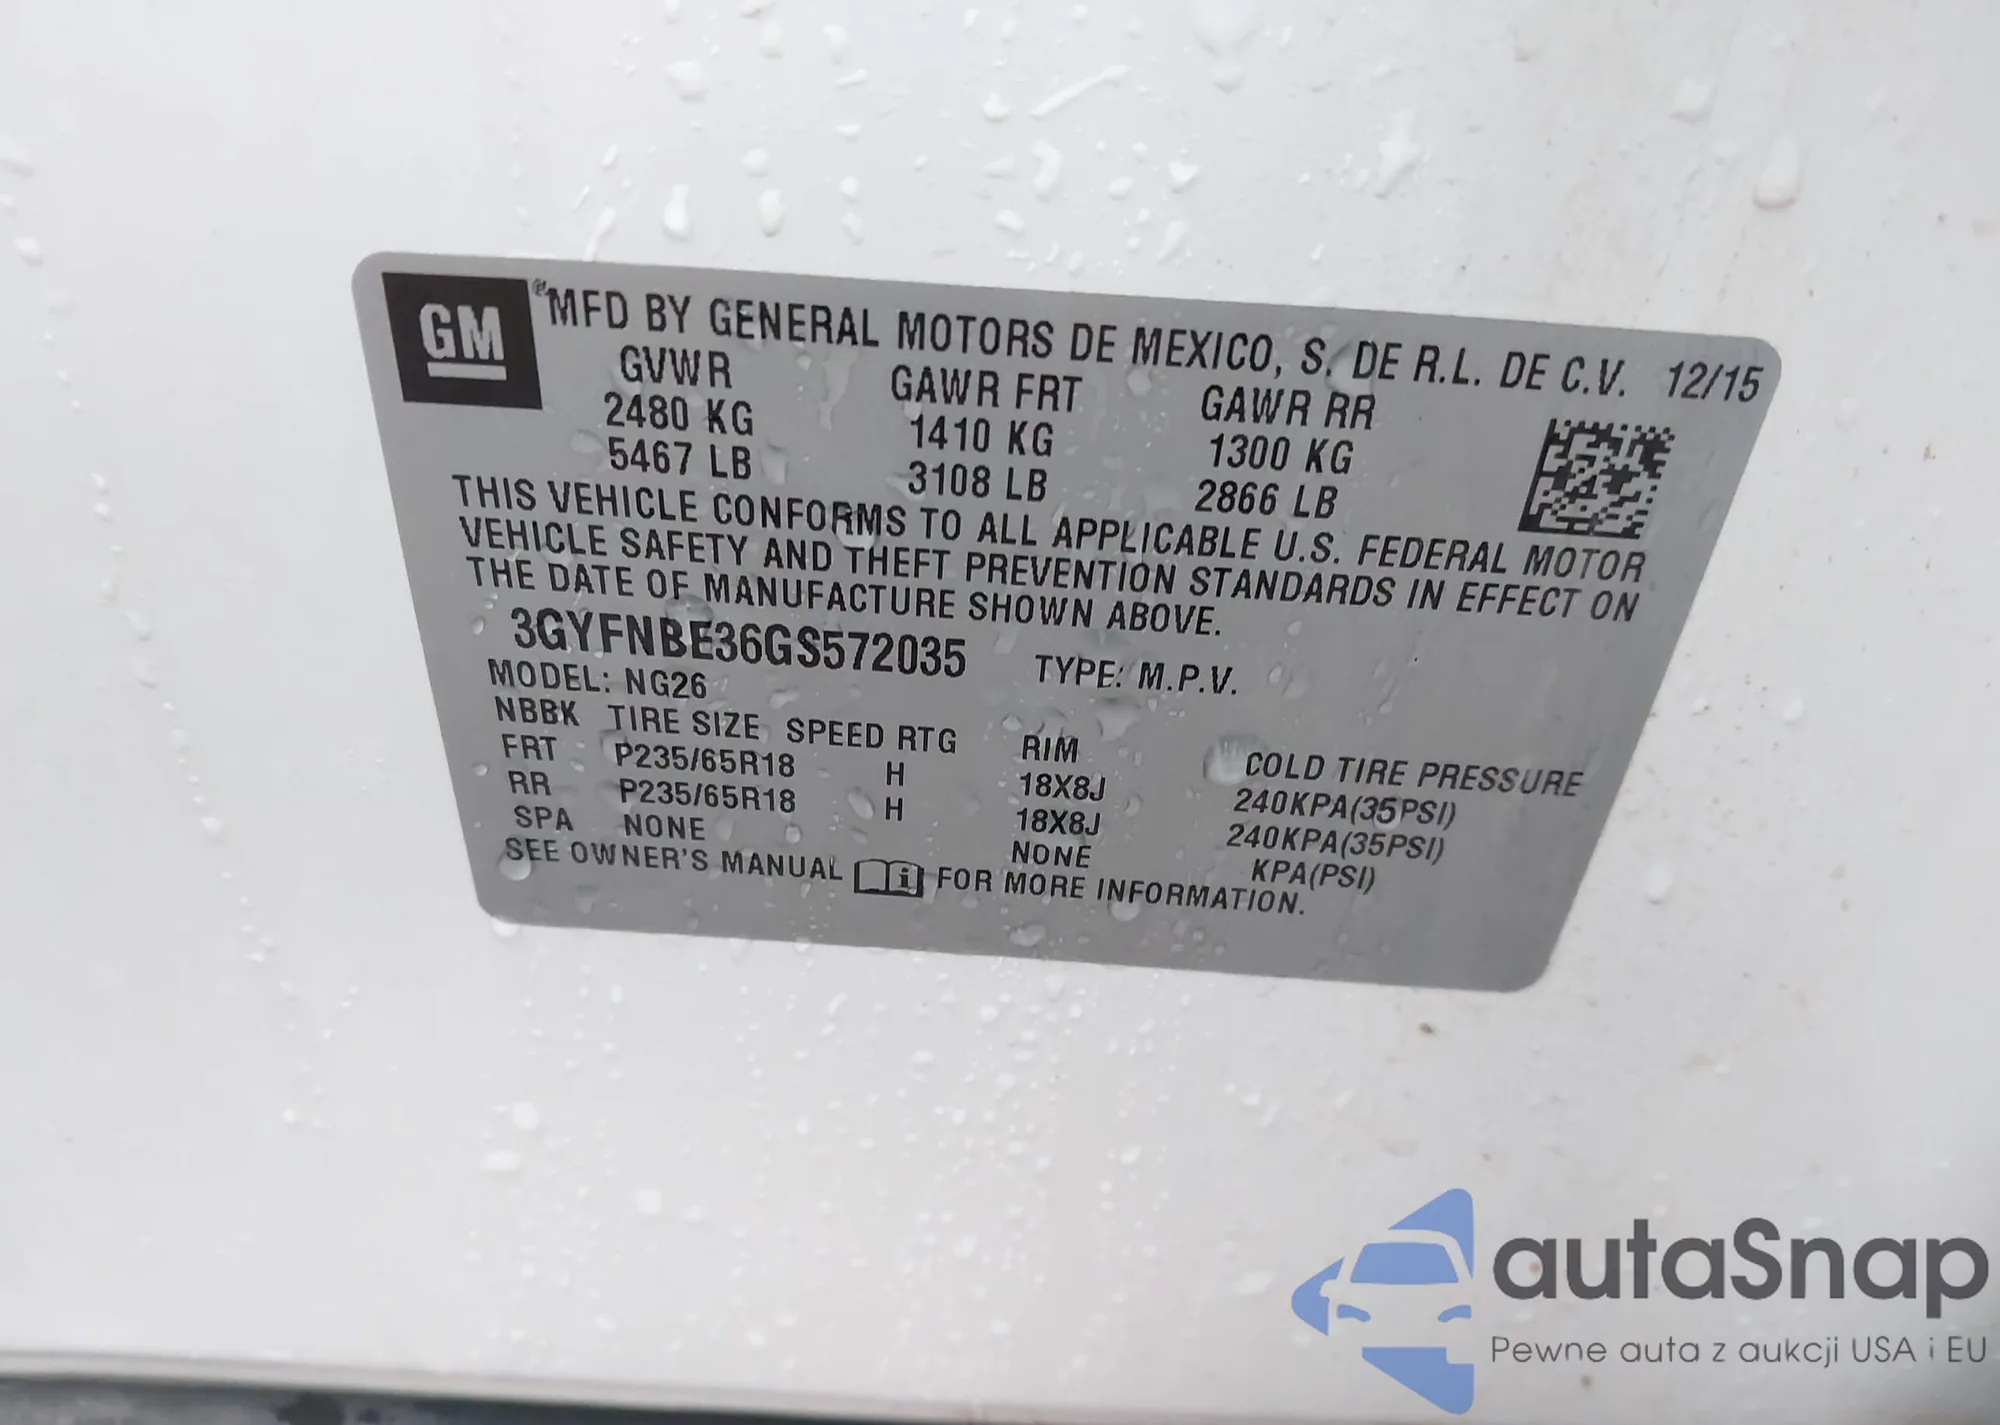 GM
® MFD BY GENERAL MOTORS DE MEXICO, S. DE R.L. DE C.V. 12/15
GVWR GAWR FRT GAWR RR
2480 KG 1410 KG 1300 KG
5467 LB 3108 LB 2866 LB
THIS VEHICLE CONFORMS TO ALL APPLICABLE U.S. FEDERAL MOTOR
VEHICLE SAFETY AND THEFT PREVENTION STANDARDS IN EFFECT ON
THE DATE OF MANUFACTURE SHOWN ABOVE.
3GYFNBE36GS572035 TYPE: M.P.V.
MODEL: NG26
NBBK TIRE SIZE SPEED RTG RIM COLD TIRE PRESSURE
FRT P235/65R18 H 18X8J 240KPA(35PSI)
RR P235/65R18 H 18X8J 240KPA(35PSI)
SPA NONE NONE KPA(PSI)
SEE OWNER'S MANUAL FOR MORE INFORMATION.
autaSnap
Pewne auta z aukcji USA i EU